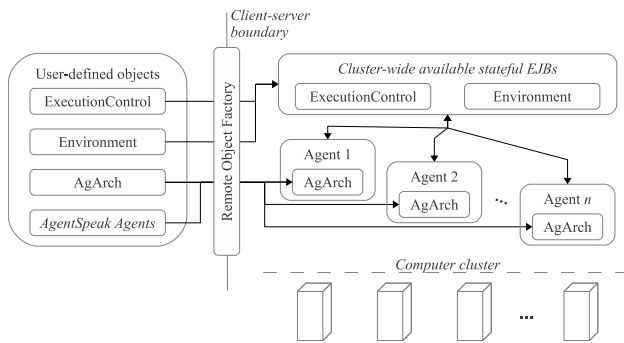 Client-server
boundary
User-defined objects
ExecutionControl
Environment
AgArch
AgentSpeak Agents
Remote Object Factory
Cluster-wide available stateful EJBs
ExecutionControl
Environment
Agent 1
AgArch
Agent 2
AgArch
...
Agent n
AgArch
Computer cluster
...